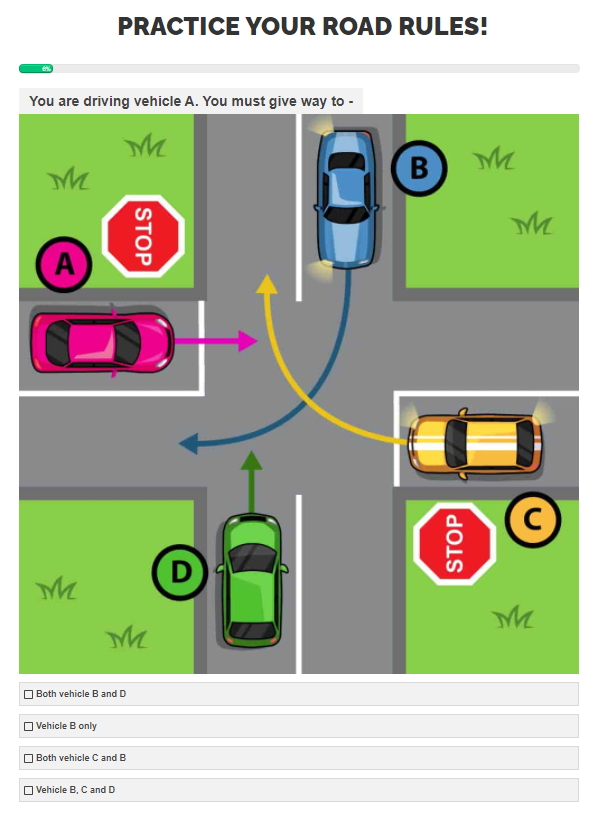 PRACTICE YOUR ROAD RULES!
6%
You are driving vehicle A. You must give way to -
B
STOP
A
C
STOP
D
Both vehicle B and D
Vehicle B only
Both vehicle C and B
Vehicle B, C and D